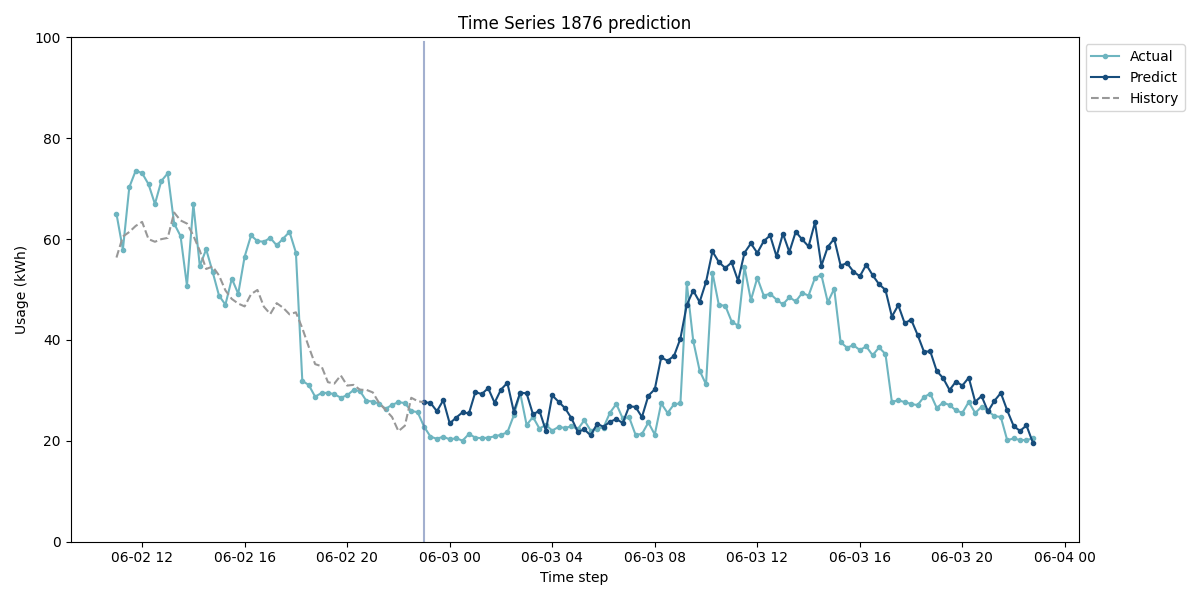 Time Series 1876 prediction
100
80
60
40
20
0
Usage (kWh)
06-02 12
06-02 16
06-02 20
06-03 00
06-03 04
06-03 08
06-03 12
06-03 16
06-03 20
06-04 00
Time step
Actual
Predict
History